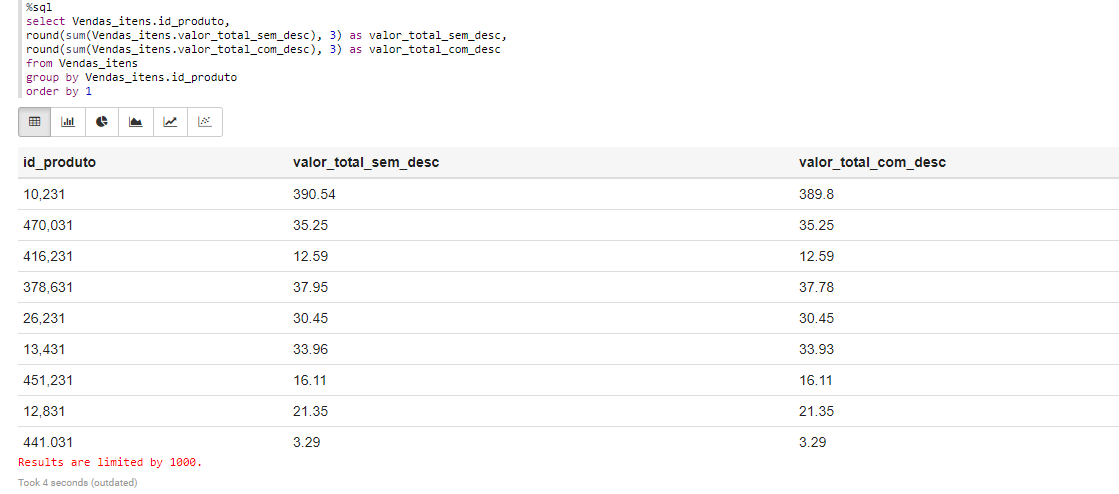 %sql
select Vendas_itens.id_produto,
round(sum(Vendas_itens.valor_total_sem_desc), 3) as valor_total_sem_desc,
round(sum(Vendas_itens.valor_total_com_desc), 3) as valor_total_com_desc
from Vendas_itens
group by Vendas_itens.id_produto
order by 1
id_produto valor_total_sem_desc valor_total_com_desc
10,231 390.54 389.8
470,031 35.25 35.25
416,231 12.59 12.59
378,631 37.95 37.78
26,231 30.45 30.45
13,431 33.96 33.93
451,231 16.11 16.11
12,831 21.35 21.35
441.031 3.29 3.29
Results are limited by 1000.
Took 4 seconds (outdated)